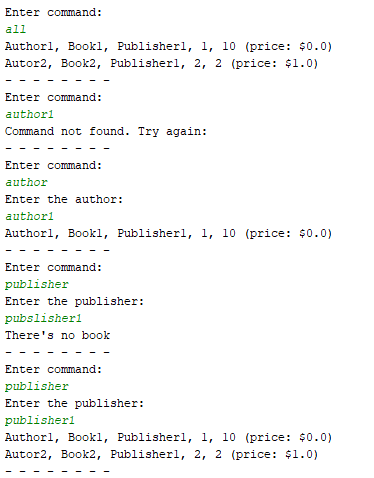 Enter command:
all
Author1, Book1, Publisher1, 1, 10 (price: $0.0)
Autor2, Book2, Publisher1, 2, 2 (price: $1.0)
- - - - - - - -
Enter command:
author1
Command not found. Try again:
- - - - - - - -
Enter command:
author
Enter the author:
author1
Author1, Book1, Publisher1, 1, 10 (price: $0.0)
- - - - - - - -
Enter command:
publisher
Enter the publisher:
pubslisher1
There's no book
- - - - - - - -
Enter command:
publisher
Enter the publisher:
publisher1
Author1, Book1, Publisher1, 1, 10 (price: $0.0)
Autor2, Book2, Publisher1, 2, 2 (price: $1.0)
- - - - - - - -